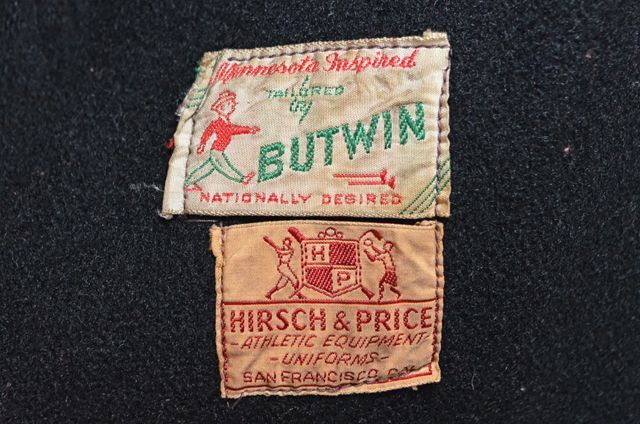 Minnesota Inspired
TAILORED
by
BUTWIN
NATIONALLY DESIRED
H
P
HIRSCH & PRICE
-ATHLETIC EQUIPMENT-
-UNIFORMS-
SAN FRANCISCO, CAL.